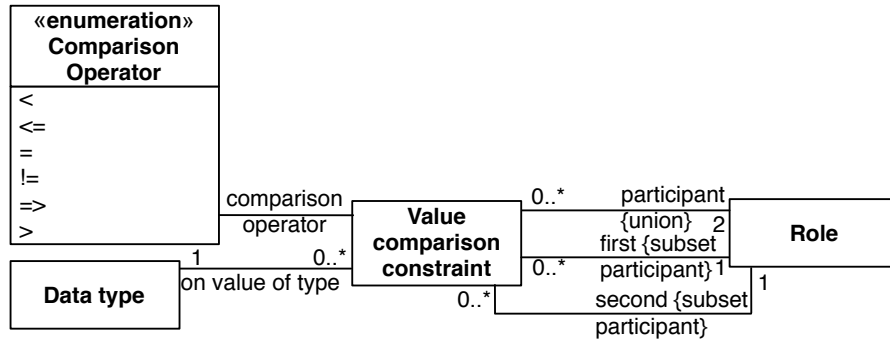 «enumeration»
Comparison
Operator
<
<=
=
!=
=>
>
comparison
operator
Value
comparison
constraint
0..*
participant
{union}
2
first {subset
participant}
1
0..*
Role
Data type
1
0..*
on value of type
0..*
second {subset
participant}
1